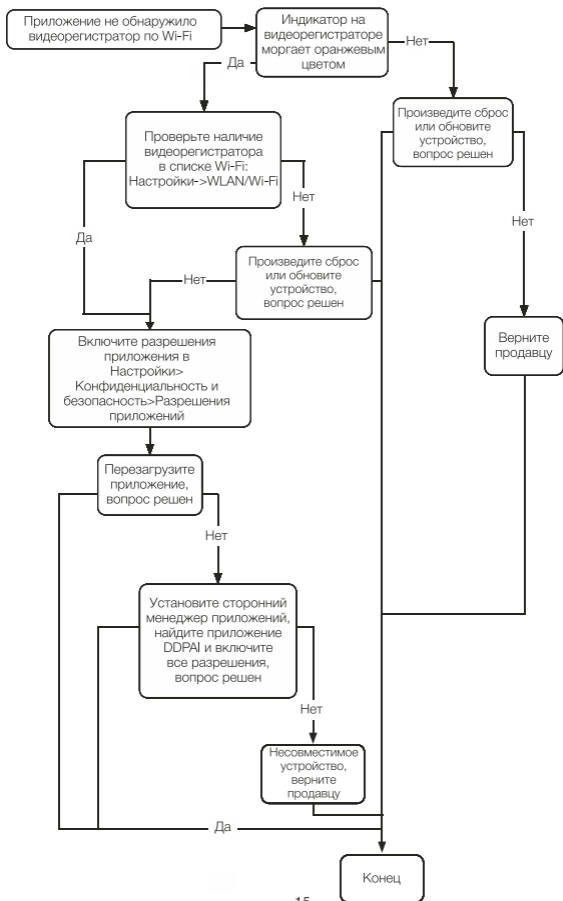 Приложение не обнаружило
видеорегистратор по Wi-Fi
Индикатор на
видеорегистраторе
моргает оранжевым
цветом
Нет
Да
Произведите сброс
или обновите
устройство,
вопрос решен
Проверьте наличие
видеорегистратора
в списке Wi-Fi:
Настройки->WLAN/Wi-Fi
Нет
Нет
Да
Произведите сброс
или обновите
устройство,
вопрос решен
Нет
Верните
продавцу
Включите разрешения
приложения в
Настройки>
Конфиденциальность и
безопасность>Разрешения
приложений
Перезагрузите
приложение,
вопрос решен
Нет
Установите сторонний
менеджер приложений,
найдите приложение
DDPAI и включите
все разрешения,
вопрос решен
Нет
Несовместимое
устройство,
верните
продавцу
Да
Конец
15